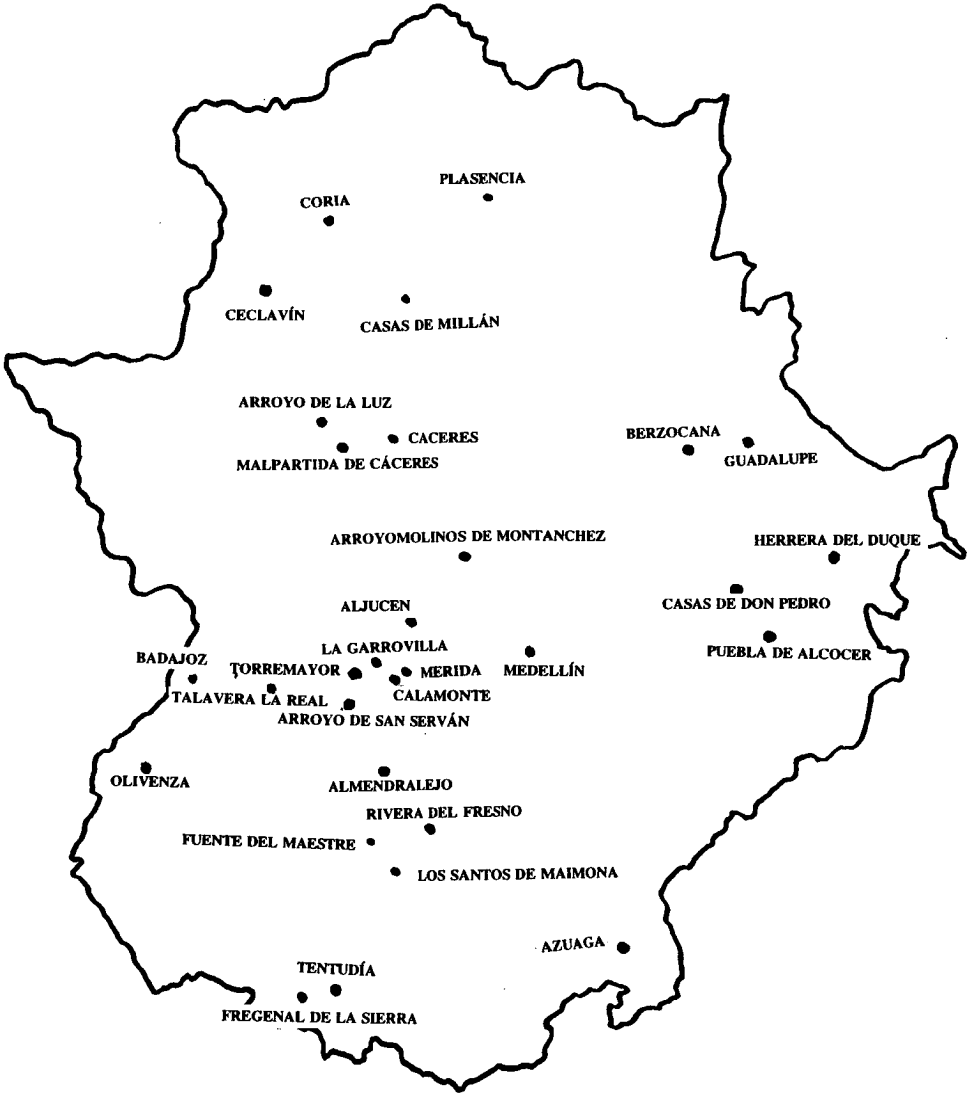 PLASENCIA
CORIA
CECLAVÍN
CASAS DE MILLÁN
ARROYO DE LA LUZ
CACERES
MALPARTIDA DE CÁCERES
BERZOCANA
GUADALUPE
ARROYOMOLINOS DE MONTANCHEZ
HERRERA DEL DUQUE
CASAS DE DON PEDRO
ALJUCEN
PUEBLA DE ALCOCER
LA GARROVILLA
BADAJOZ
TORREMAYOR
MERIDA
MEDELLÍN
TALAVERA LA REAL
CALAMONTE
ARROYO DE SAN SERVÁN
OLIVENZA
ALMENDRALEJO
RIVERA DEL FRESNO
FUENTE DEL MAESTRE
LOS SANTOS DE MAIMONA
AZUAGA
TENTUDÍA
FREGENAL DE LA SIERRA